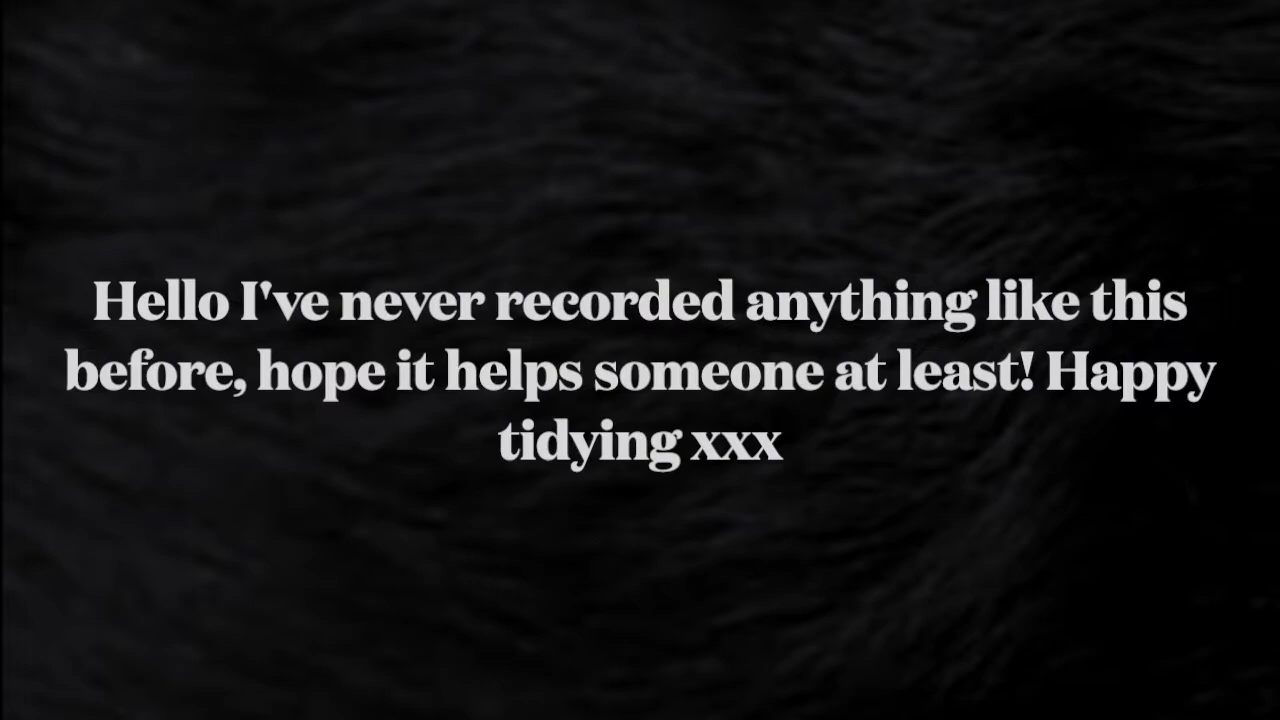 Hello I've never recorded anything like this
before, hope it helps someone at least! Happy
tidying xxx